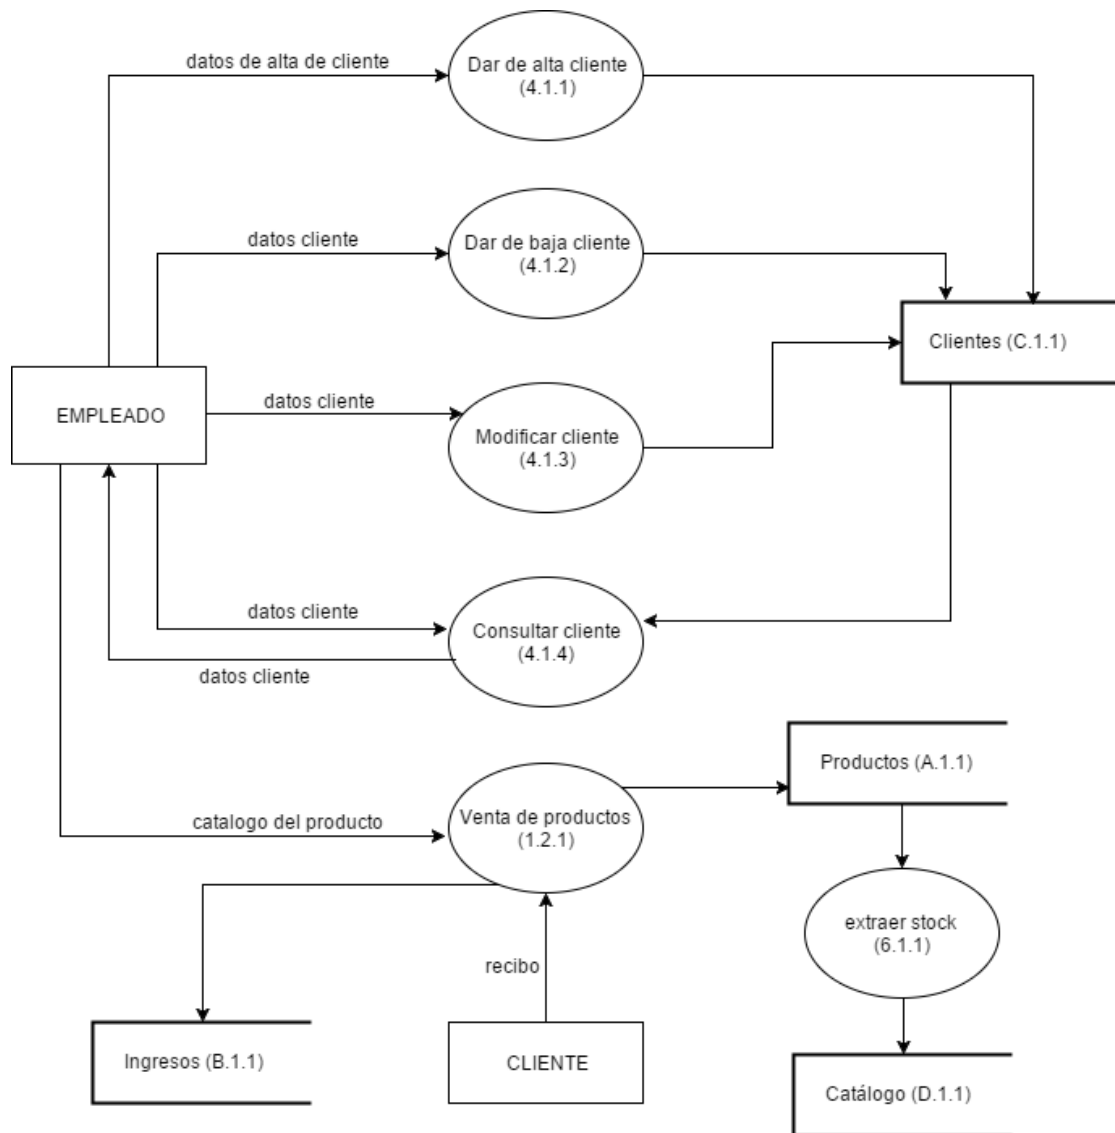 datos de alta de cliente
Dar de alta cliente
(4.1.1)
datos cliente
Dar de baja cliente
(4.1.2)
Clientes (C.1.1)
EMPLEADO
datos cliente
Modificar cliente
(4.1.3)
datos cliente
Consultar cliente
(4.1.4)
datos cliente
Productos (A.1.1)
catalogo del producto
Venta de productos
(1.2.1)
extraer stock
(6.1.1)
recibo
Ingresos (B.1.1)
CLIENTE
Catálogo (D.1.1)